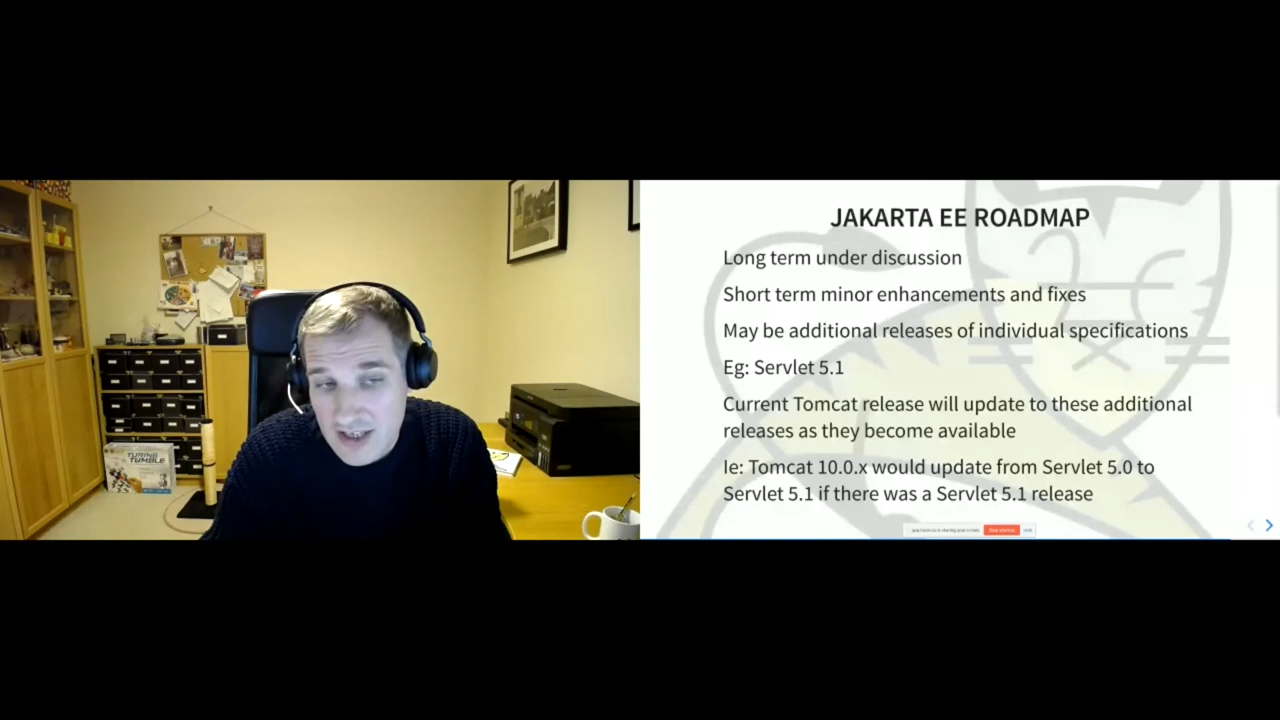 JAKARTA EE ROADMAP
Long term under discussion
Short term minor enhancements and fixes
May be additional releases of individual specifications
Eg: Servlet 5.1
Current Tomcat release will update to these additional
releases as they become available
Ie: Tomcat 10.0.x would update from Servlet 5.0 to
Servlet 5.1 if there was a Servlet 5.1 release
TURING
TUMBLE